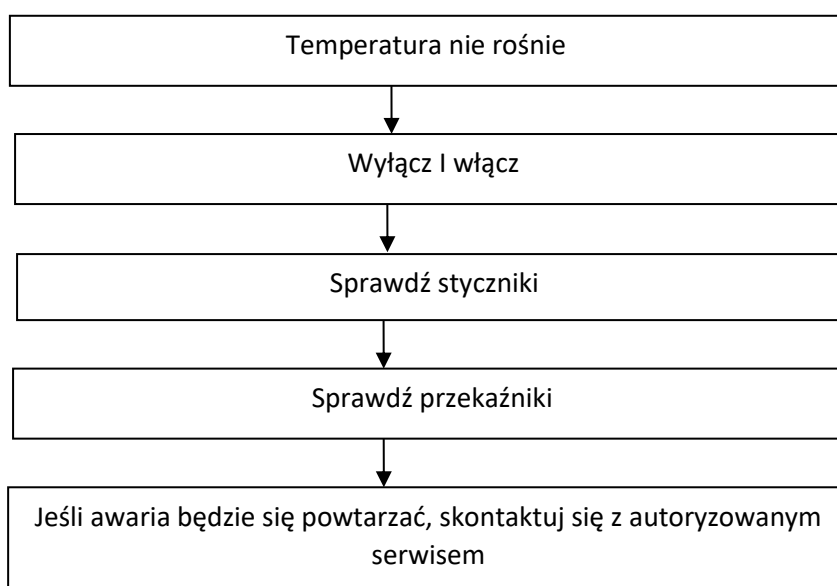 Temperatura nie rośnie
Wyłącz I włącz
Sprawdź styczniki
Sprawdź przekaźniki
Jeśli awaria będzie się powtarzać, skontaktuj się z autoryzowanym
serwisem